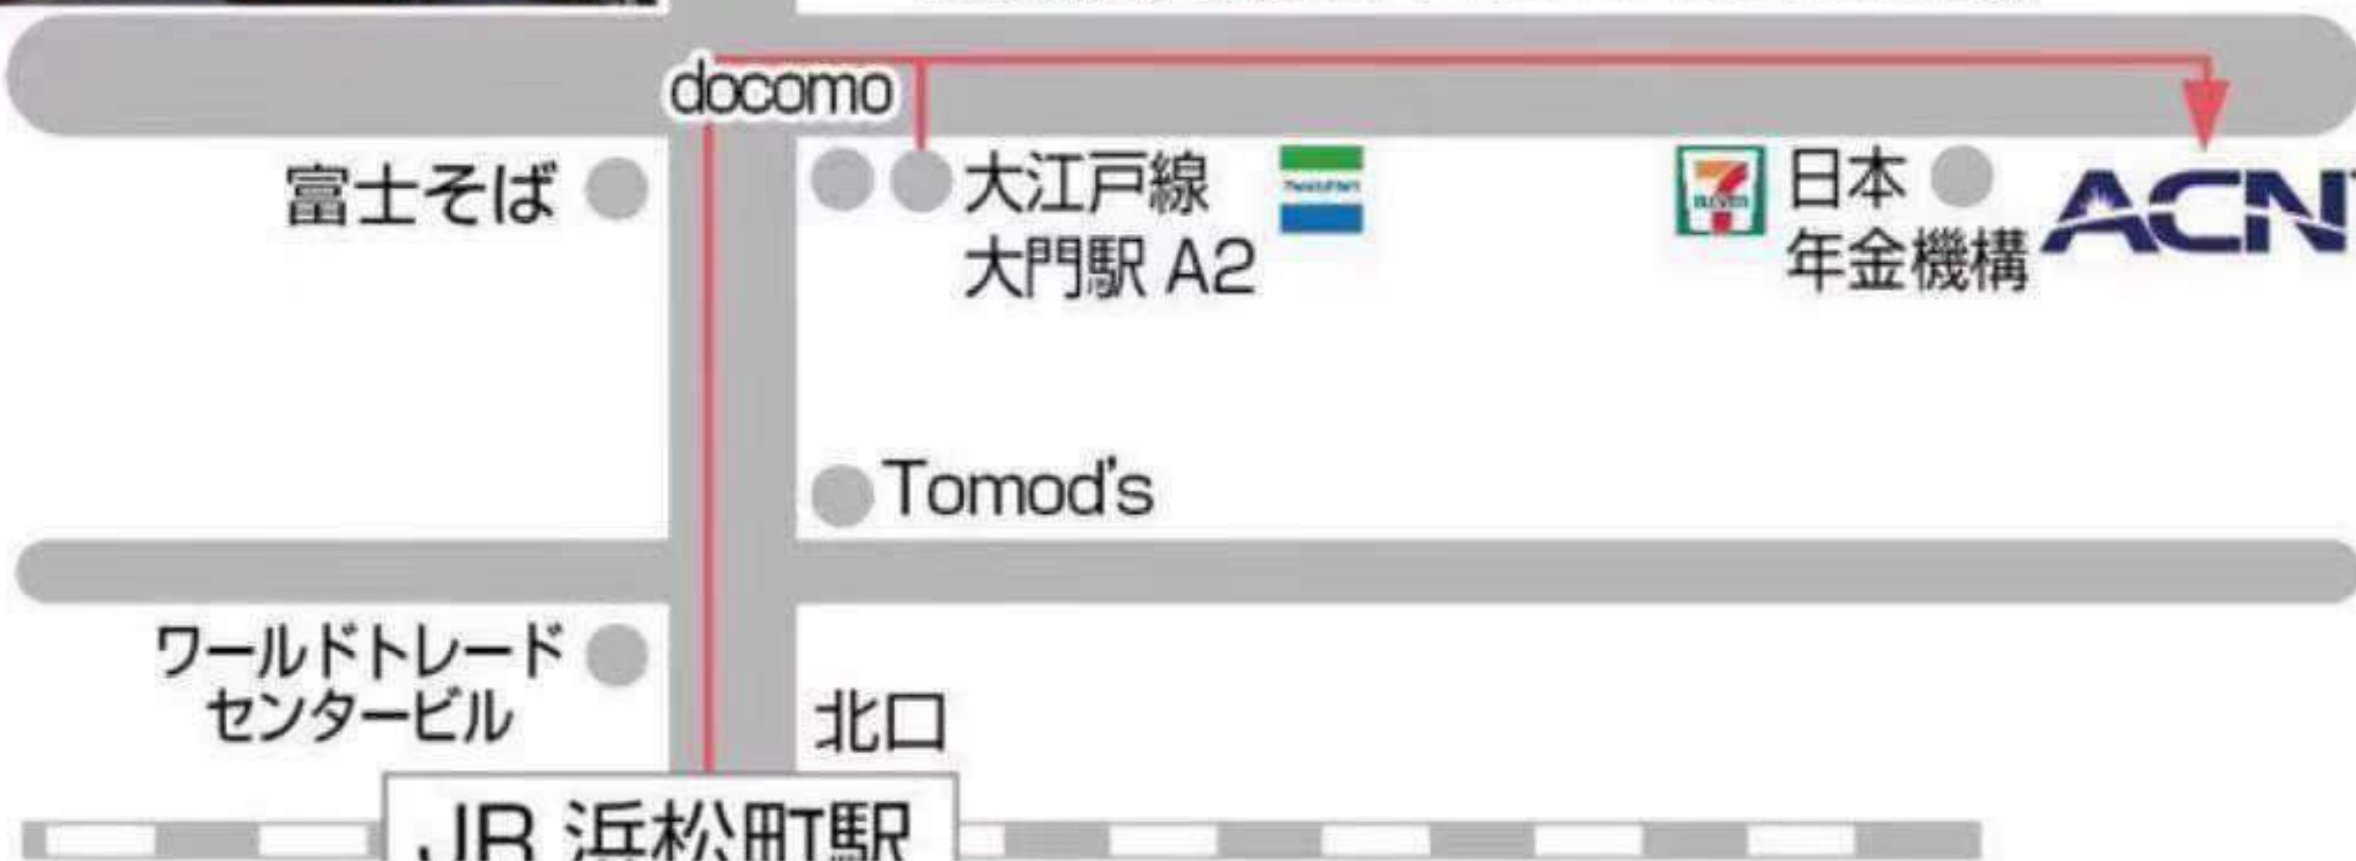 docomo
富士そば
大江戸線
大門駅 A2
FamilyMart
日本
年金機構
ACN
Tomod's
ワールドトレード
センタービル
北口
JR 浜松町駅